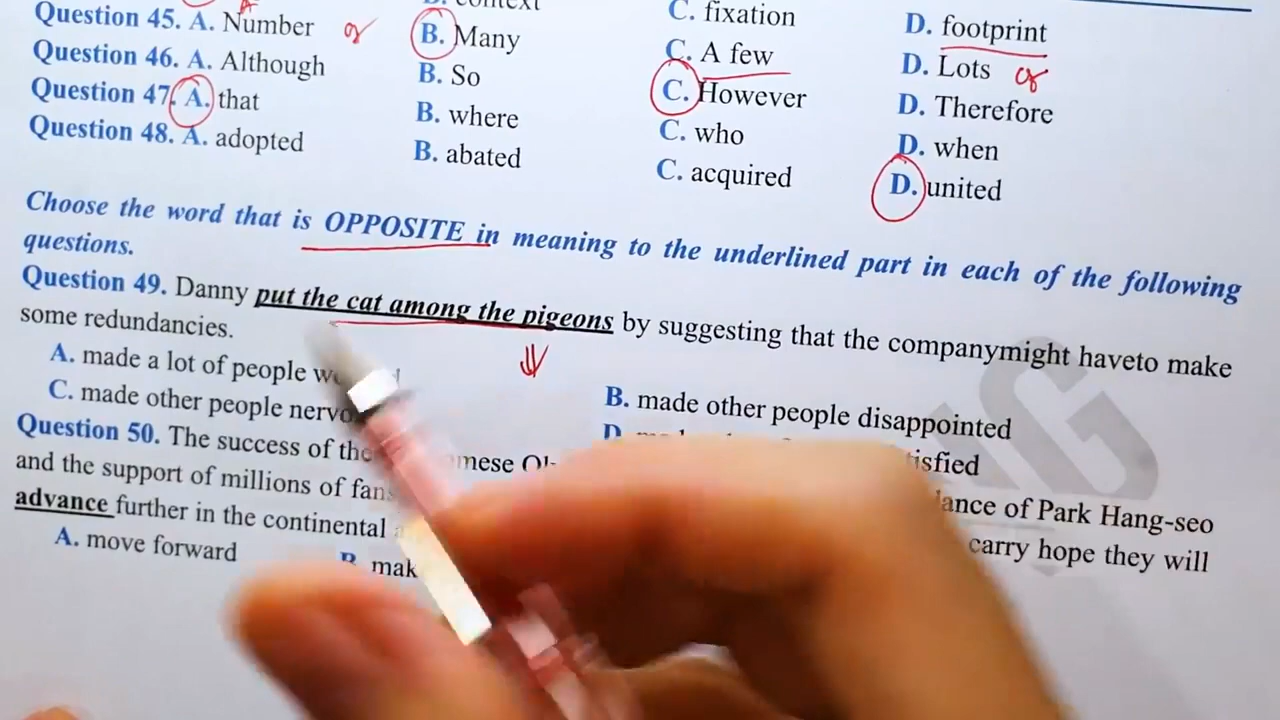 B. context
Question 45. A. Number B. Many C. fixation D. footprint
Question 46. A. Although B. So C. A few D. Lots
Question 47. A. that B. where C. However D. Therefore
Question 48. A. adopted B. abated C. who D. when
C. acquired D. united
Choose the word that is OPPOSITE in meaning to the underlined part in each of the following
questions.
Question 49. Danny put the cat among the pigeons by suggesting that the companymight haveto make
some redundancies.
A. made a lot of people
B. made other people disappointed
C. made other people
D.
Question 50. The success of the
and the support of millions of fans
lance of Park Hang-seo
advance further in the continental
carry hope they will
A. move forward
B.